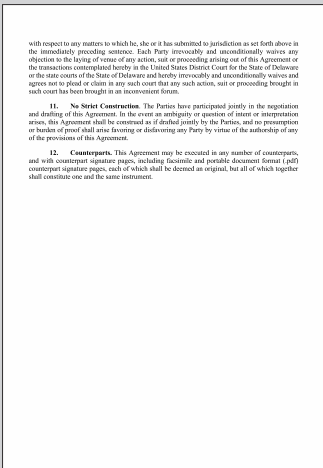 with respect to any matters to which he, she or it has submitted to jurisdiction as set forth above in
the immediately preceding sentence. Each Party irrevocably and unconditionally waives any
objection to the laying of venue of any action, suit or proceeding arising out of this Agreement or
the transactions contemplated hereby in the United States District Court for the State of Delaware
or the state courts of the State of Delaware and hereby irrevocably and unconditionally waives and
agrees not to plead or claim in any such court that any such action, suit or proceeding brought in
such court has been brought in an inconvenient forum.
11. No Strict Construction. The Parties have participated jointly in the negotiation
and drafting of this Agreement. In the event an ambiguity or question of intent or interpretation
arises, this Agreement shall be construed as if drafted jointly by the Parties, and no presumption
or burden of proof shall arise favoring or disfavoring any Party by virtue of the authorship of any
of the provisions of this Agreement.
12. Counterparts. This Agreement may be executed in any number of counterparts,
and with counterpart signature pages, including facsimile and portable document format (.pdf)
counterpart signature pages, each of which shall be deemed an original, but all of which together
shall constitute one and the same instrument.